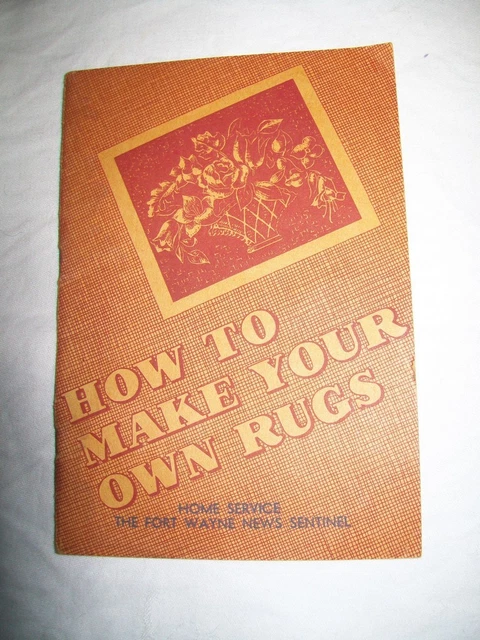 HOW TO
MAKE YOUR
OWN RUGS
HOME SERVICE
THE FORT WAYNE NEWS SENTINEL